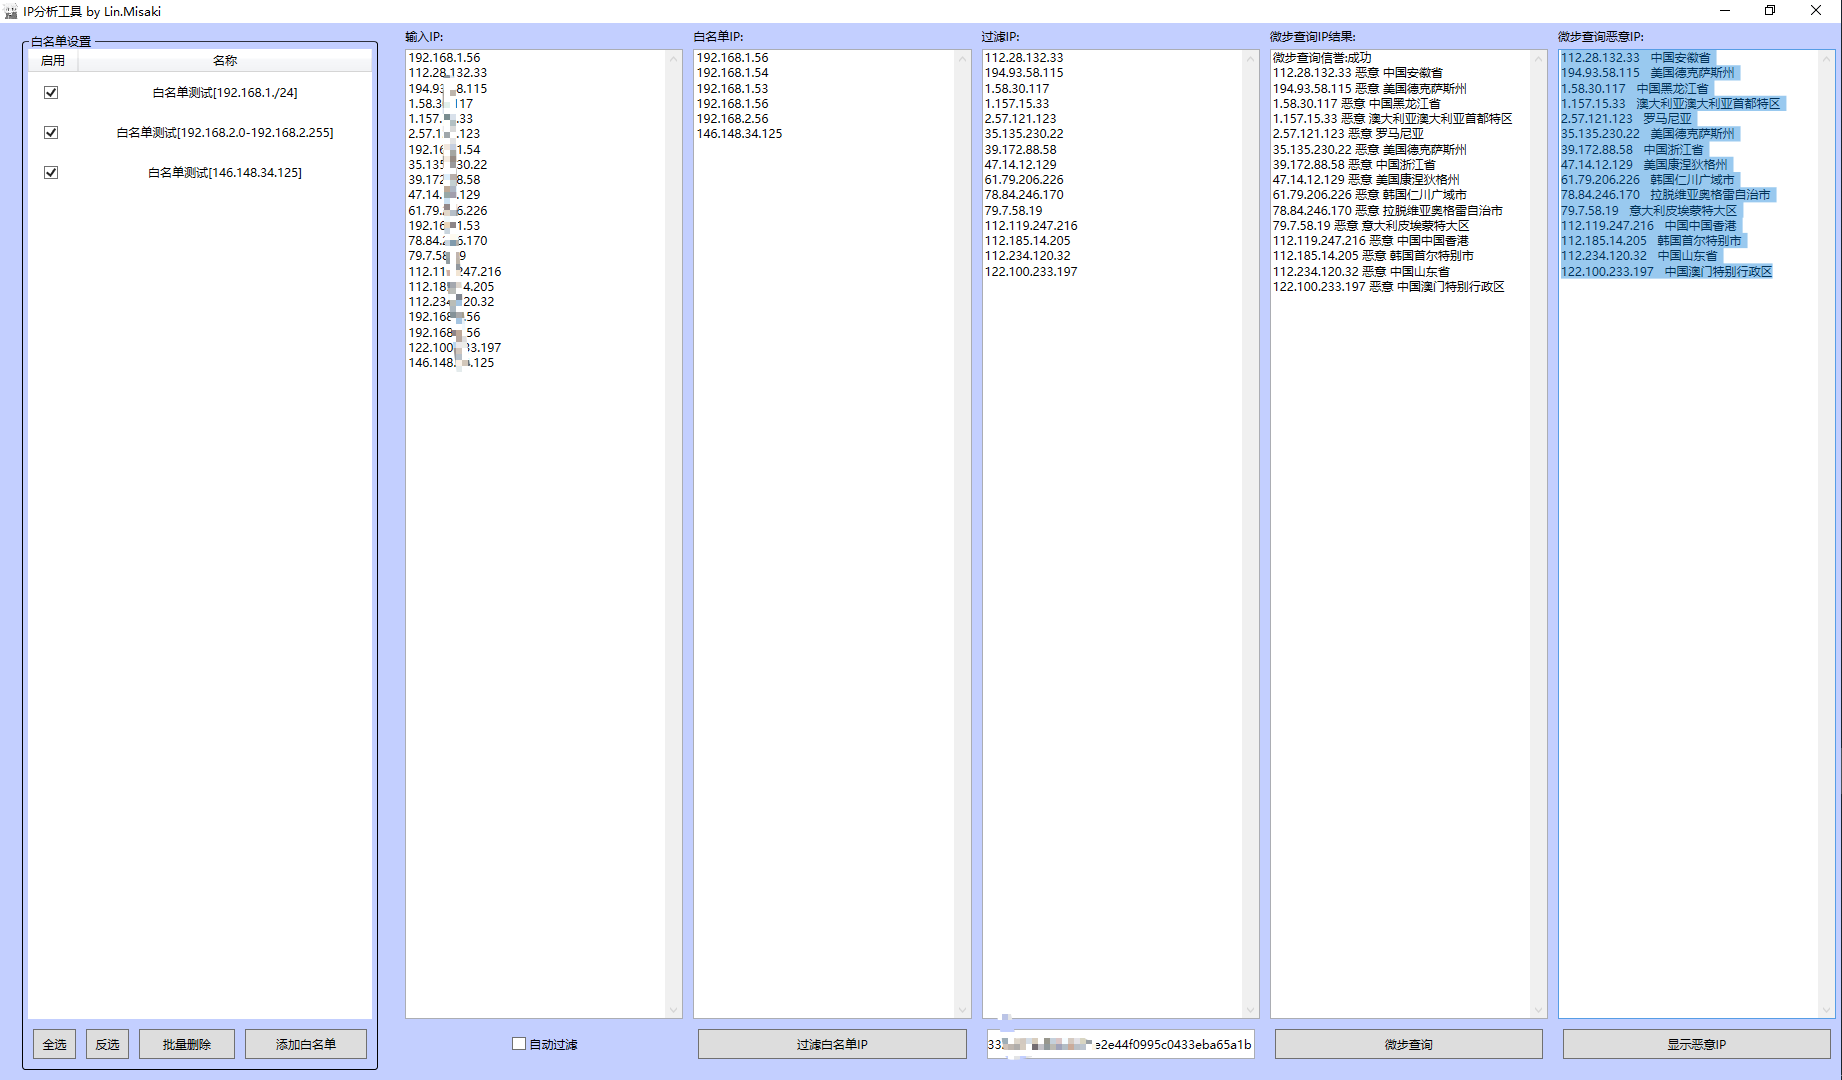 IP分析工具 by Lin.Misaki
白名单设置
启用 名称
白名单测试[192.168.1./24]
白名单测试[192.168.2.0-192.168.2.255]
白名单测试[146.148.34.125]
全选 反选 批量删除 添加白名单
输入IP:
192.168.1.56
112.28.132.33
194.93 8.115
1.58.3 117
1.157. .33
2.57.1 .123
192.16 1.54
35.135 30.22
39.172 8.58
47.14. .129
61.79. 6.226
192.16 1.53
78.84. 6.170
79.7.5 9
112.11 247.216
112.18 4.205
112.23 20.32
192.168 .56
192.168 56
122.100 33.197
146.148. .125
自动过滤
白名单IP:
192.168.1.56
192.168.1.54
192.168.1.53
192.168.1.56
192.168.2.56
146.148.34.125
过滤白名单IP
过滤IP:
112.28.132.33
194.93.58.115
1.58.30.117
1.157.15.33
2.57.121.123
35.135.230.22
39.172.88.58
47.14.12.129
61.79.206.226
78.84.246.170
79.7.58.19
112.119.247.216
112.185.14.205
112.234.120.32
122.100.233.197
33 e2e44f0995c0433eba65a1b
微步查询IP结果:
微步查询信誉:成功
112.28.132.33 恶意 中国安徽省
194.93.58.115 恶意 美国德克萨斯州
1.58.30.117 恶意 中国黑龙江省
1.157.15.33 恶意 澳大利亚澳大利亚首都特区
2.57.121.123 恶意 罗马尼亚
35.135.230.22 恶意 美国德克萨斯州
39.172.88.58 恶意 中国浙江省
47.14.12.129 恶意 美国康涅狄格州
61.79.206.226 恶意 韩国仁川广域市
78.84.246.170 恶意 拉脱维亚奥格雷自治市
79.7.58.19 恶意 意大利皮埃蒙特大区
112.119.247.216 恶意 中国中国香港
112.185.14.205 恶意 韩国首尔特别市
112.234.120.32 恶意 中国山东省
122.100.233.197 恶意 中国澳门特别行政区
微步查询
微步查询恶意IP:
112.28.132.33 中国安徽省
194.93.58.115 美国德克萨斯州
1.58.30.117 中国黑龙江省
1.157.15.33 澳大利亚澳大利亚首都特区
2.57.121.123 罗马尼亚
35.135.230.22 美国德克萨斯州
39.172.88.58 中国浙江省
47.14.12.129 美国康涅狄格州
61.79.206.226 韩国仁川广域市
78.84.246.170 拉脱维亚奥格雷自治市
79.7.58.19 意大利皮埃蒙特大区
112.119.247.216 中国中国香港
112.185.14.205 韩国首尔特别市
112.234.120.32 中国山东省
122.100.233.197 中国澳门特别行政区
显示恶意IP